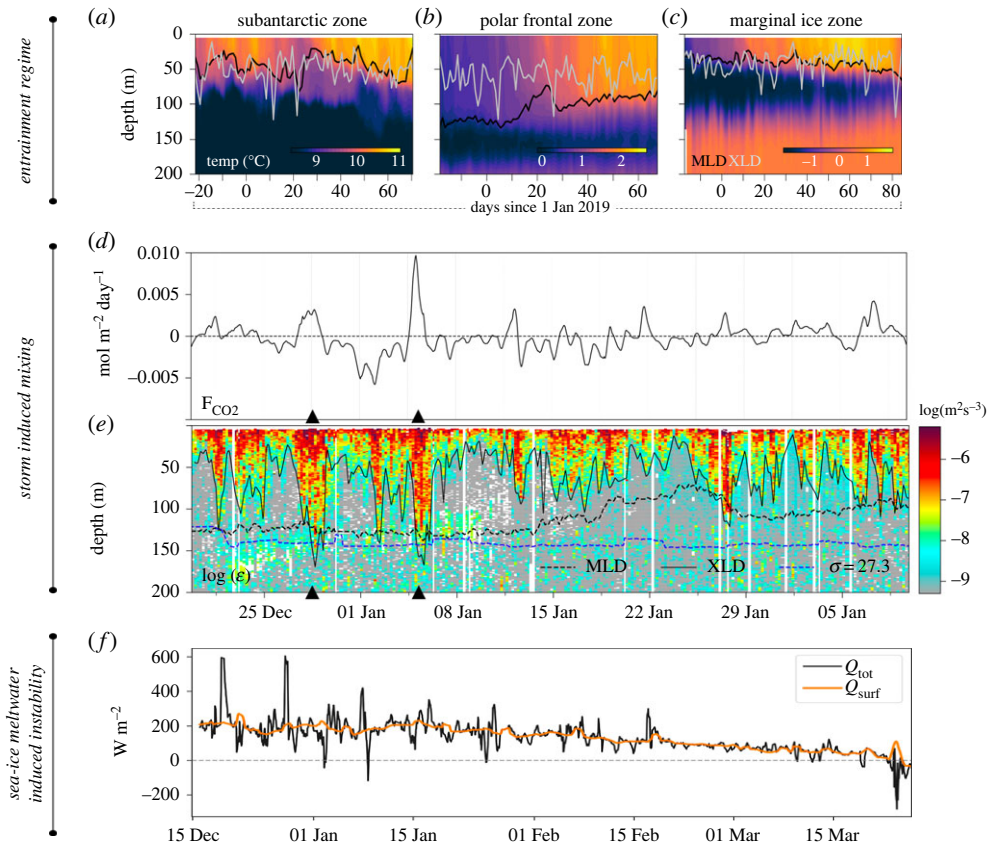 entrainment regime
(a) subantarctic zone
(b) polar frontal zone
(c) marginal ice zone
depth (m)
0
50
100
150
200
temp (°C) 9 10 11
0 1 2
MLD XLD −1 0 1
−20 0 20 40 60
0 20 40 60
0 20 40 60 80
days since 1 Jan 2019
storm induced mixing
(d)
mol m−2 day−1
0.010
0.005
0
−0.005
FCO2
(e)
log(m2s−3)
depth (m)
50
100
150
200
log (ε)
MLD XLD σ = 27.3
−6
−7
−8
−9
25 Dec 01 Jan 08 Jan 15 Jan 22 Jan 29 Jan 05 Jan
sea-ice meltwater
induced instability
(f)
W m−2
600
400
200
0
−200
Qtot
Qsurf
15 Dec 01 Jan 15 Jan 01 Feb 15 Feb 01 Mar 15 Mar